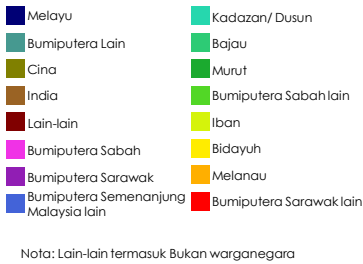 Melayu
Bumiputera Lain
Cina
India
Lain-lain
Bumiputera Sabah
Bumiputera Sarawak
Bumiputera Semenanjung
Malaysia lain
Kadazan/ Dusun
Bajau
Murut
Bumiputera Sabah lain
Iban
Bidayuh
Melanau
Bumiputera Sarawak lain
Nota: Lain-lain termasuk Bukan warganegara